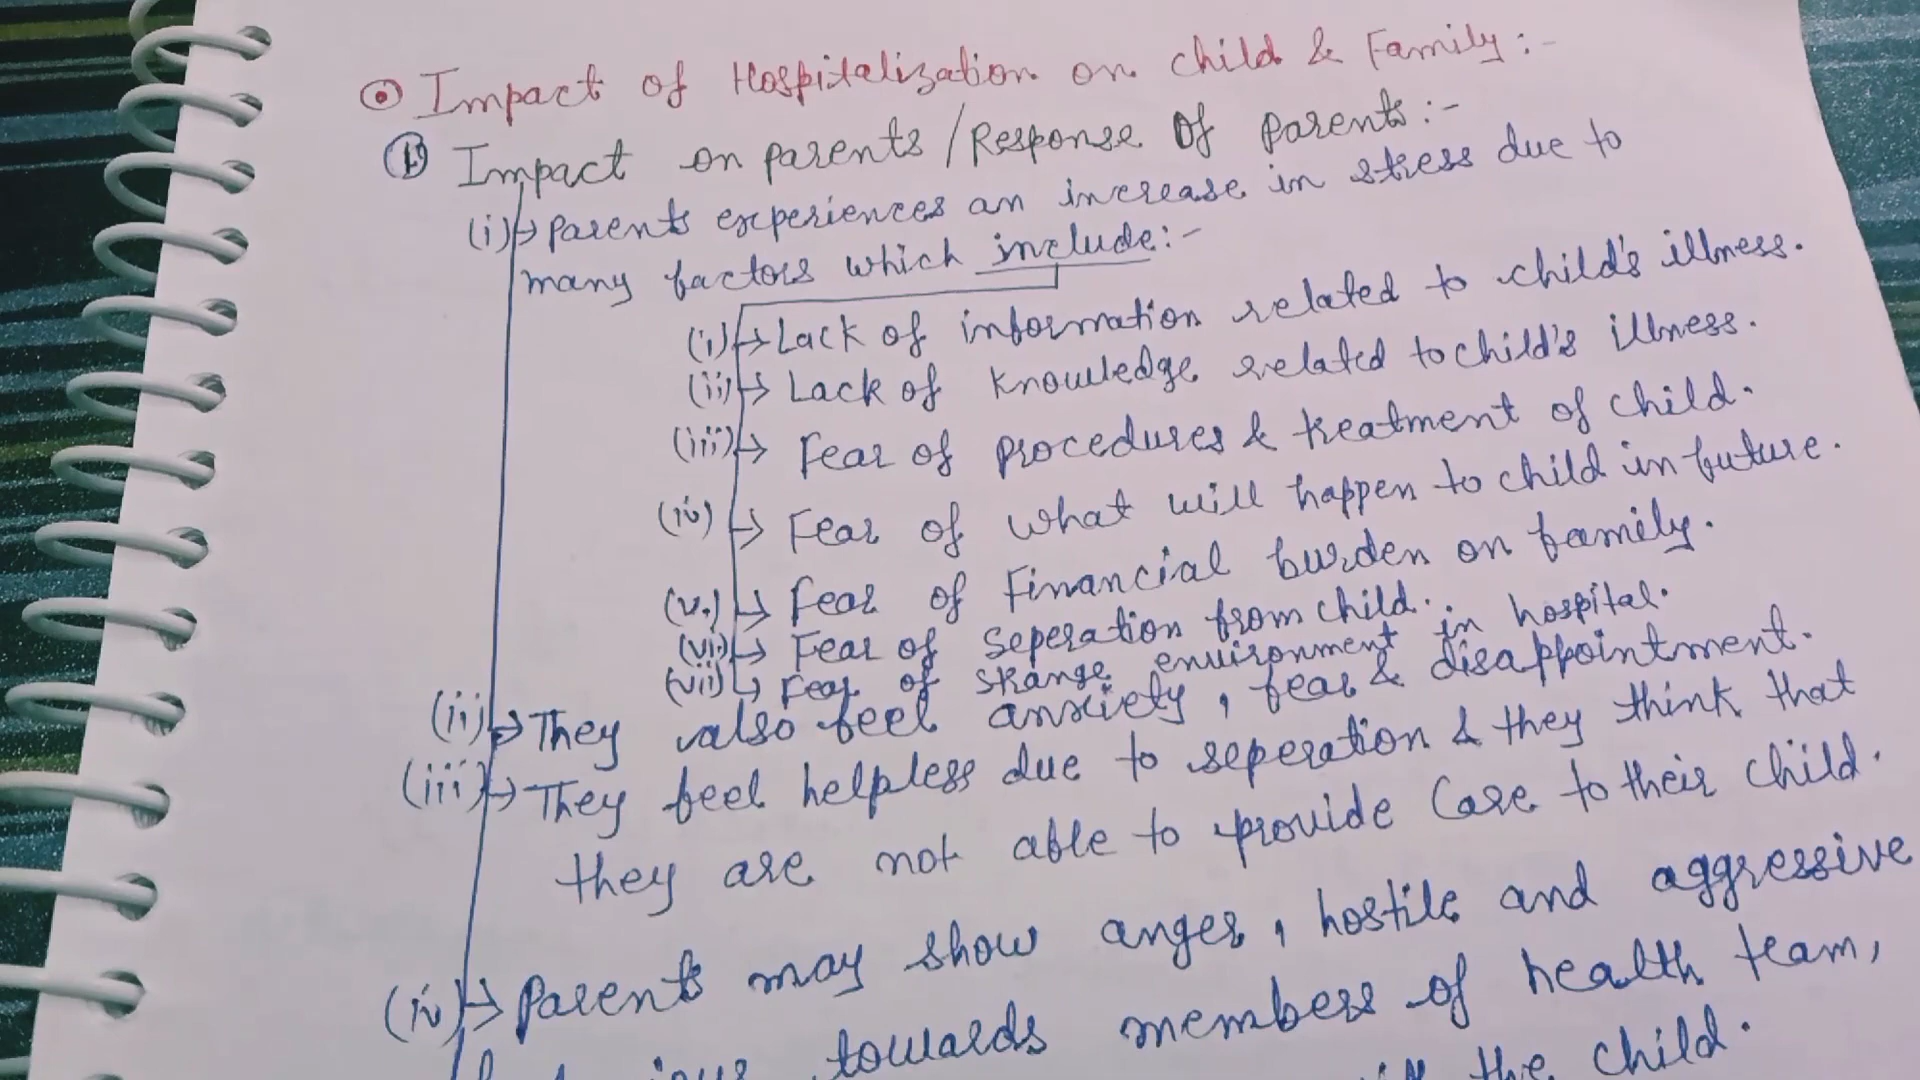 Impact of Hospitalization on child & Family:-
(1) Impact on parents/Response Of parents:-
(i) → Parents experiences an increase in stress due to
many factors which include:-
(i) → Lack of information related to child's illness.
(ii) → Lack of knowledge related to child's illness.
(iii) → Fear of procedures & treatment of child.
(iv) → Fear of what will happen to child in future.
(v.) → Fear of Financial burden on family.
(vi) → Fear of seperation from child.
(vii) → Fear of strange environment in hospital.
(ii) → They also feel anxiety, fear & disappointment.
(iii) → They feel helpless due to seperation & they think that
they are not able to provide Care to their child.
(iv) → Parents may show anger, hostile and aggressive
towards members of health team,
the child.